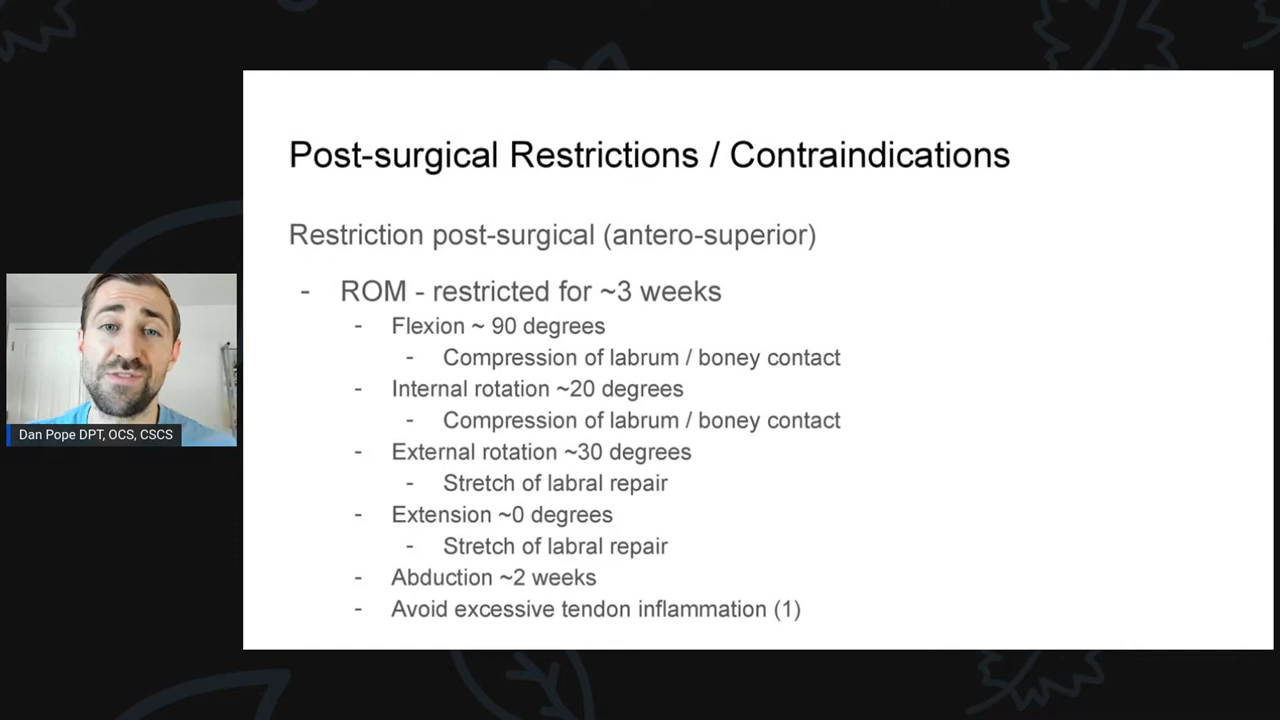 Post-surgical Restrictions / Contraindications
Restriction post-surgical (antero-superior)
- ROM - restricted for ~3 weeks
- Flexion ~ 90 degrees
- Compression of labrum / boney contact
- Internal rotation ~20 degrees
- Compression of labrum / boney contact
- External rotation ~30 degrees
- Stretch of labral repair
- Extension ~0 degrees
- Stretch of labral repair
- Abduction ~2 weeks
- Avoid excessive tendon inflammation (1)
Dan Pope DPT, OCS, CSCS